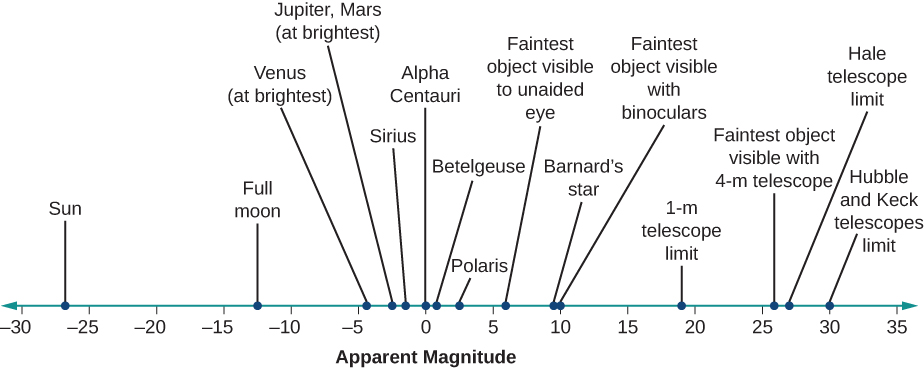 Jupiter, Mars
(at brightest)
Venus
(at brightest)
Alpha
Centauri
Sirius
Betelgeuse
Polaris
Faintest
object visible
to unaided
eye
Faintest
object visible
with
binoculars
Barnard's
star
1-m
telescope
limit
Faintest object
visible with
4-m telescope
Hale
telescope
limit
Hubble
and Keck
telescopes
limit
Sun
Full
moon
–30 –25 –20 –15 –10 –5 0 5 10 15 20 25 30 35
Apparent Magnitude